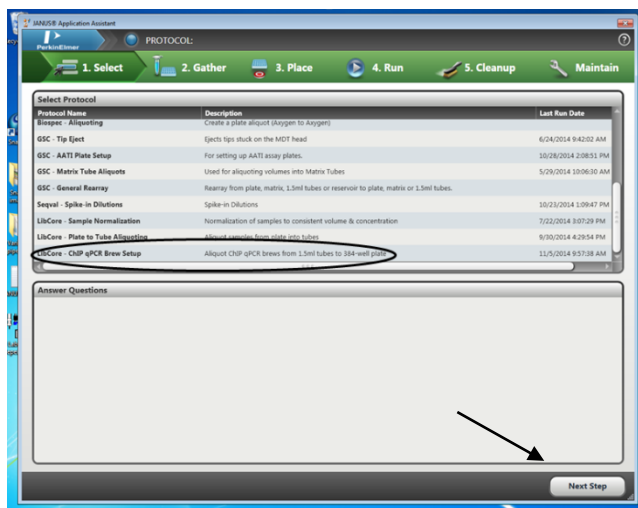 JANUS® Application Assistant
PerkinElmer
PROTOCOL:
?
1. Select 2. Gather 3. Place 4. Run 5. Cleanup Maintain
Select Protocol
Protocol Name Description Last Run Date
Biospec - Aliquoting Create a plate aliquot (Axygen to Axygen)
GSC - Tip Eject Ejects tips stuck on the MDT head 6/24/2014 9:42:02 AM
GSC - AATI Plate Setup For setting up AATI assay plates. 10/28/2014 2:08:51 PM
GSC - Matrix Tube Aliquots Used for aliquoting volumes into Matrix Tubes 5/29/2014 10:06:30 AM
GSC - General Rearray Rearray from plate, matrix, 1.5ml tubes or reservoir to plate, matrix or 1.5ml tubes.
Seqval - Spike-in Dilutions Spike-in Dilutions 10/23/2014 1:09:47 PM
LibCore - Sample Normalization Normalization of samples to consistent volume & concentration 7/22/2014 3:07:29 PM
LibCore - Plate to Tube Aliquoting Aliquot samples from plate into tubes 9/30/2014 4:29:54 PM
LibCore - ChIP qPCR Brew Setup Aliquot ChIP qPCR brews from 1.5ml tubes to 384-well plate 11/5/2014 9:57:38 AM
Answer Questions
Next Step